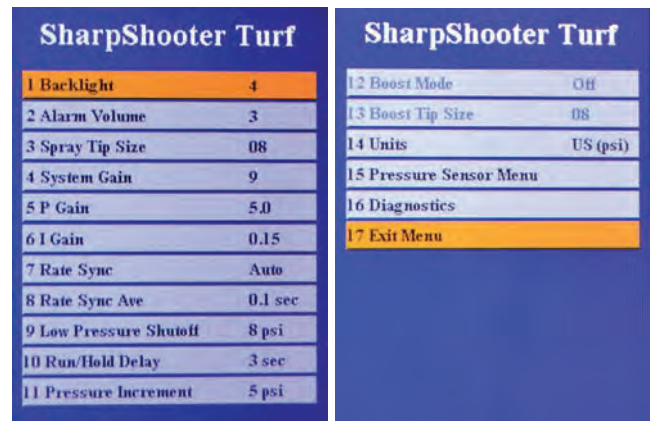 SharpShooter Turf
1 Backlight 4
2 Alarm Volume 3
3 Spray Tip Size 08
4 System Gain 9
5 P Gain 5.0
6 I Gain 0.15
7 Rate Sync Auto
8 Rate Sync Ave 0.1 sec
9 Low Pressure Shutoff 8 psi
10 Run/Hold Delay 3 sec
11 Pressure Increment 5 psi
SharpShooter Turf
12 Boost Mode Off
13 Boost Tip Size 08
14 Units US (psi)
15 Pressure Sensor Menu
16 Diagnostics
17 Exit Menu